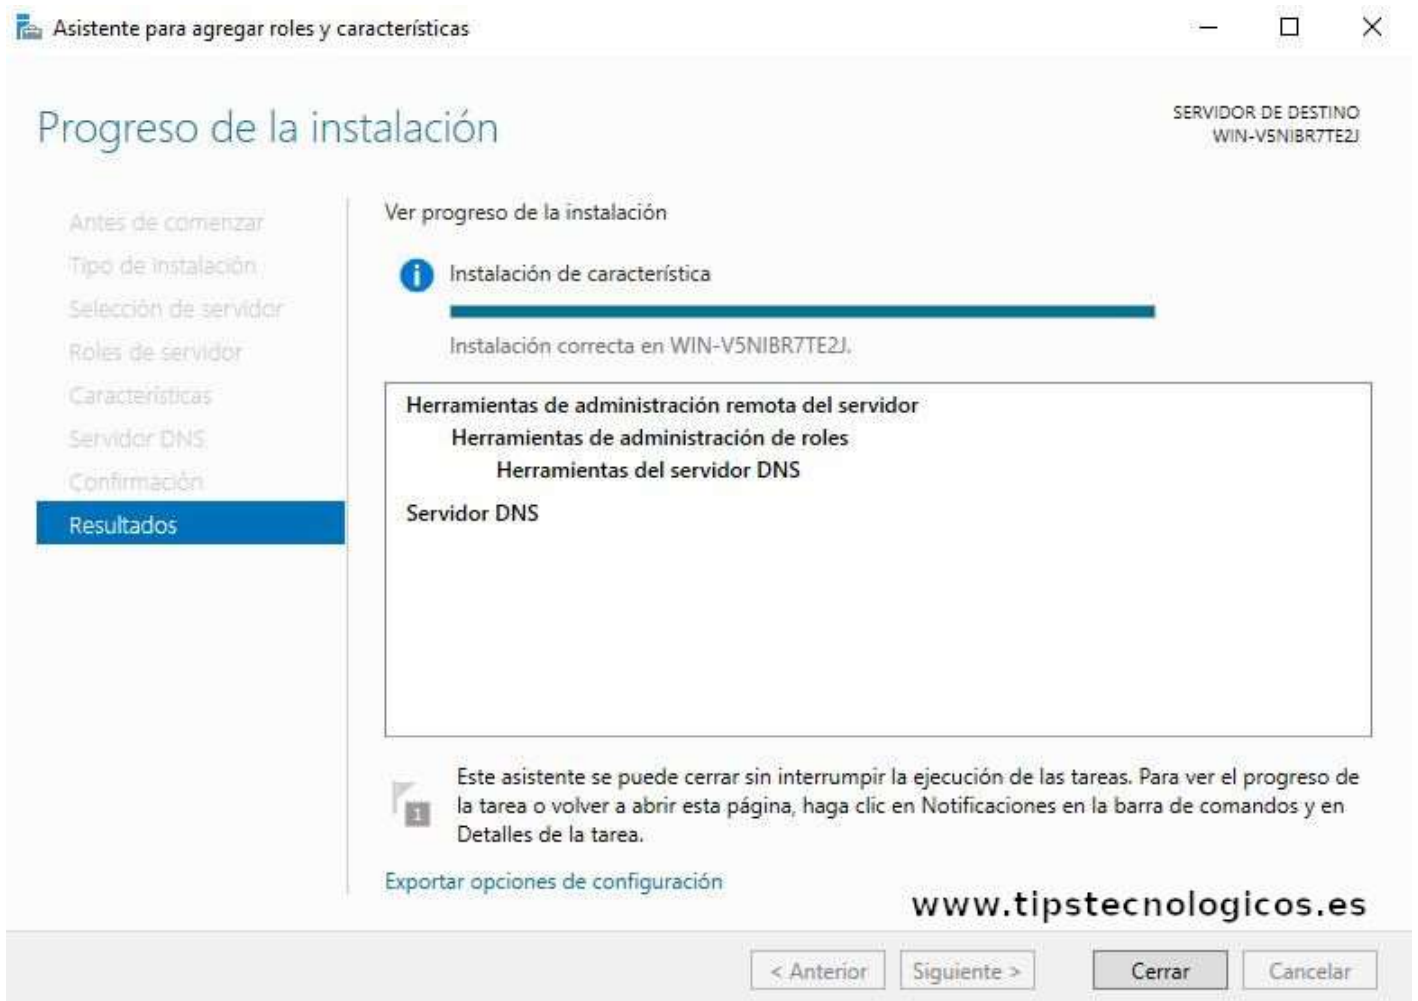 Asistente para agregar roles y características
Progreso de la instalación
SERVIDOR DE DESTINO
WIN-V5NIBR7TE2J
Antes de comenzar
Tipo de instalación
Selección de servidor
Roles de servidor
Características
Servidor DNS
Confirmación
Resultados
Ver progreso de la instalación
Instalación de característica
Instalación correcta en WIN-V5NIBR7TE2J.
Herramientas de administración remota del servidor
Herramientas de administración de roles
Herramientas del servidor DNS
Servidor DNS
1
Este asistente se puede cerrar sin interrumpir la ejecución de las tareas. Para ver el progreso de
la tarea o volver a abrir esta página, haga clic en Notificaciones en la barra de comandos y en
Detalles de la tarea.
Exportar opciones de configuración
www.tipstecnologicos.es
< Anterior
Siguiente >
Cerrar
Cancelar